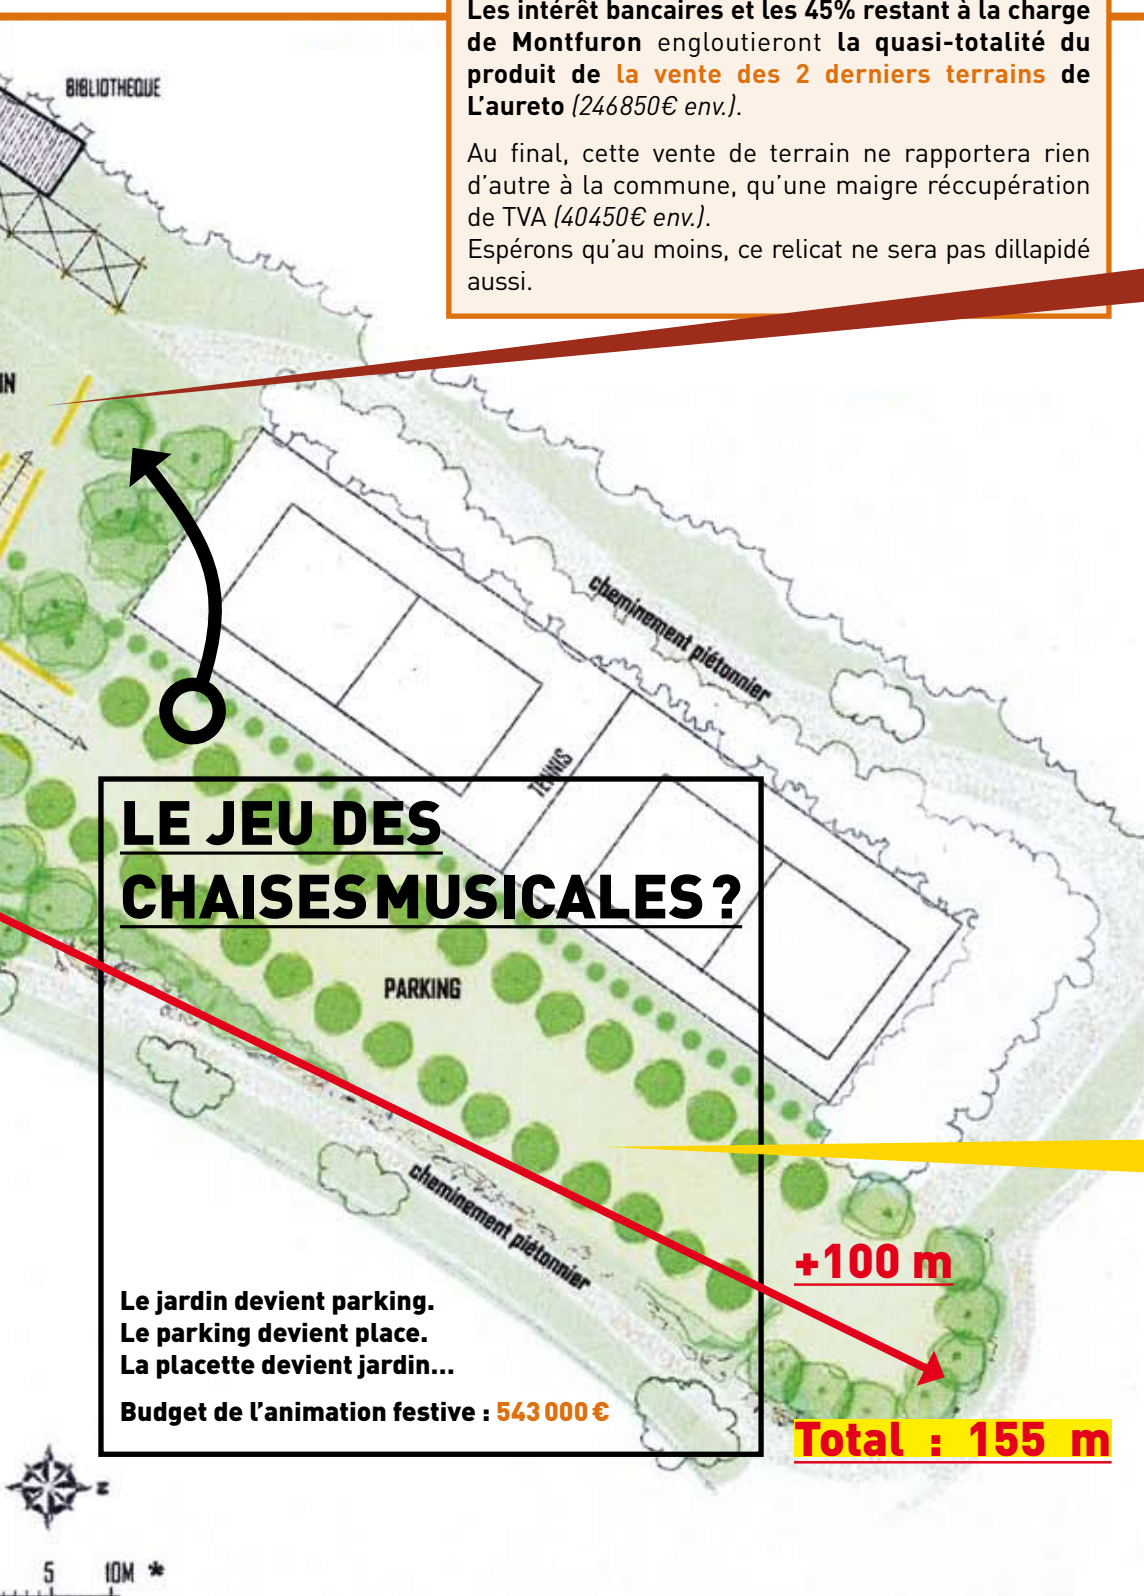 Les intérêt bancaires et les 45% restant à la charge
de Montfuron engloutieront la quasi-totalité du
produit de la vente des 2 derniers terrains de
L'aureto (246850€ env.).
Au final, cette vente de terrain ne rapportera rien
d'autre à la commune, qu'une maigre réccupération
de TVA (40450€ env.).
Espérons qu'au moins, ce relicat ne sera pas dillapidé
aussi.
BIBLIOTHEQUE
IN
cheminement piétonnier
TENNIS
LE JEU DES
CHAISES MUSICALES ?
PARKING
cheminement piétonnier
+100 m
Le jardin devient parking.
Le parking devient place.
La placette devient jardin...
Budget de l'animation festive : 543 000 €
Total : 155 m
N
5 10M *